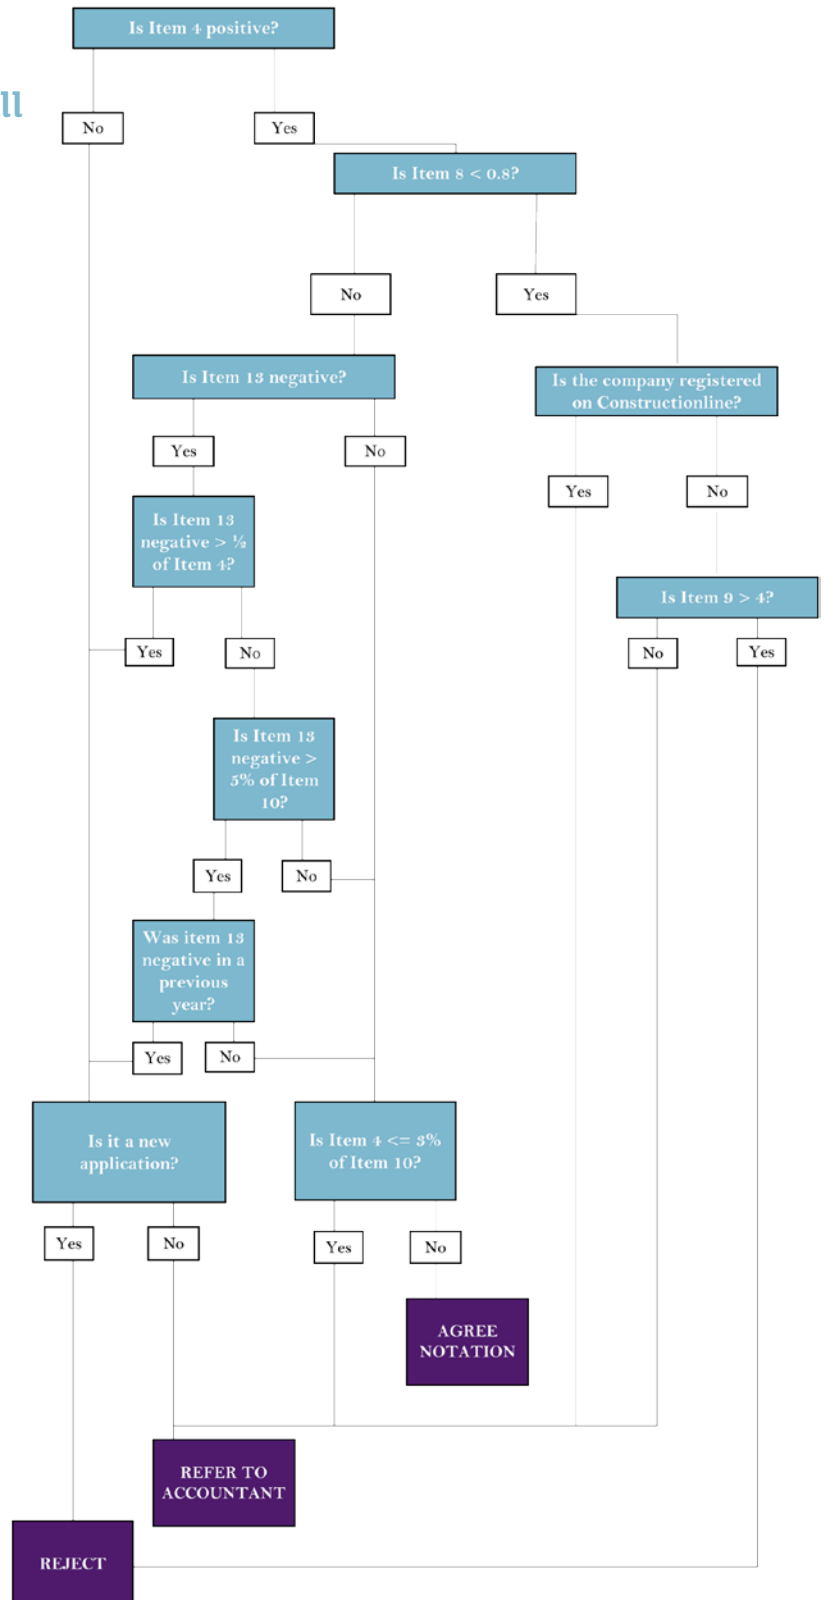 Is Item 4 positive?
ll
No
Yes
Is Item 8 < 0.8?
No
Yes
Is Item 13 negative?
Is the company registered
on Constructionline?
Yes
No
Yes
No
Is Item 13
negative > ½
of Item 4?
Is Item 9 > 4?
Yes
No
No
Yes
Is Item 13
negative >
5% of Item
10?
Yes
No
Was item 13
negative in a
previous
year?
Yes
No
Is it a new
application?
Is Item 4 <= 3%
of Item 10?
Yes
No
Yes
No
AGREE
NOTATION
REFER TO
ACCOUNTANT
REJECT